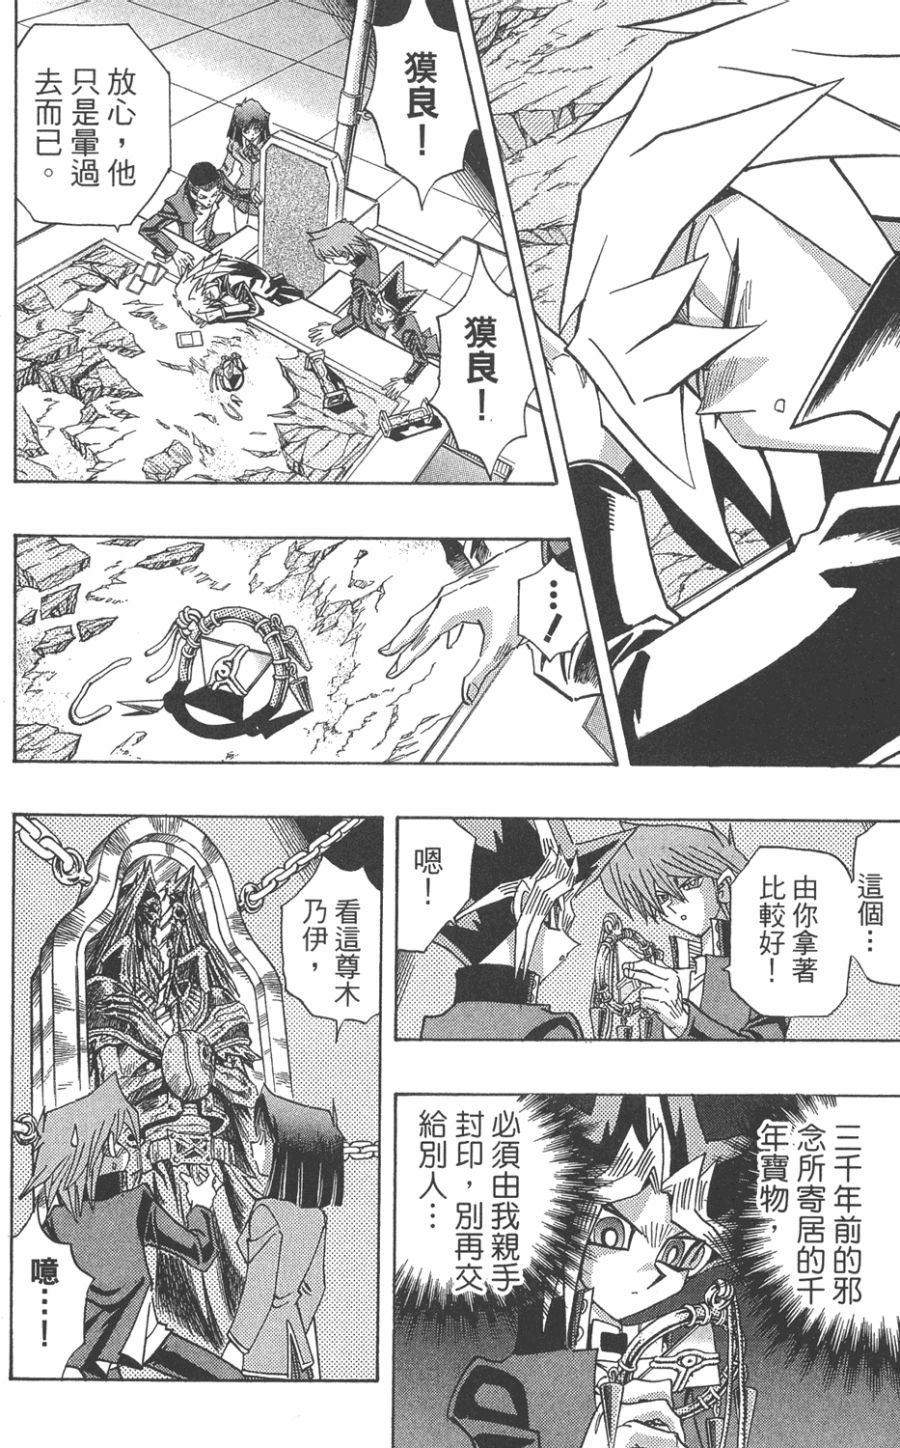 獏良！
獏良！
放心，他
只是暈過
去而已。
…！
這個…
由你拿著
比較好！
嗯！
三千年前的邪
念所寄居的千
年寶物，
必須由我親手
封印，別再交
給別人…
看這尊木
乃伊，
噫…！